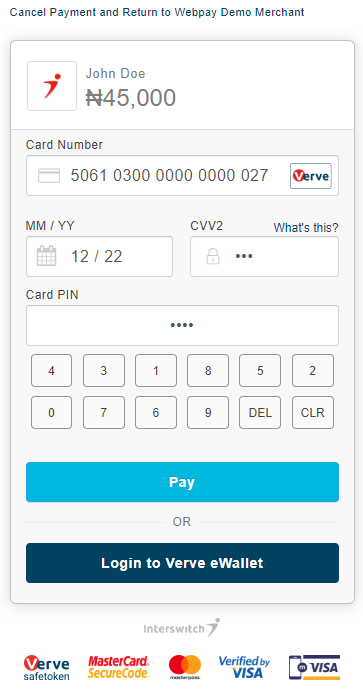 Cancel Payment and Return to Webpay Demo Merchant
John Doe
₦45,000
Card Number
5061 0300 0000 0000 027 Verve
MM / YY CVV2 What's this?
12 / 22 •••
Card PIN
••••
4 3 1 8 5 2
0 7 6 9 DEL CLR
Pay
OR
Login to Verve eWallet
Interswitch
Verve safetoken
MasterCard. SecureCode.
masterpass
Verified by VISA
VISA